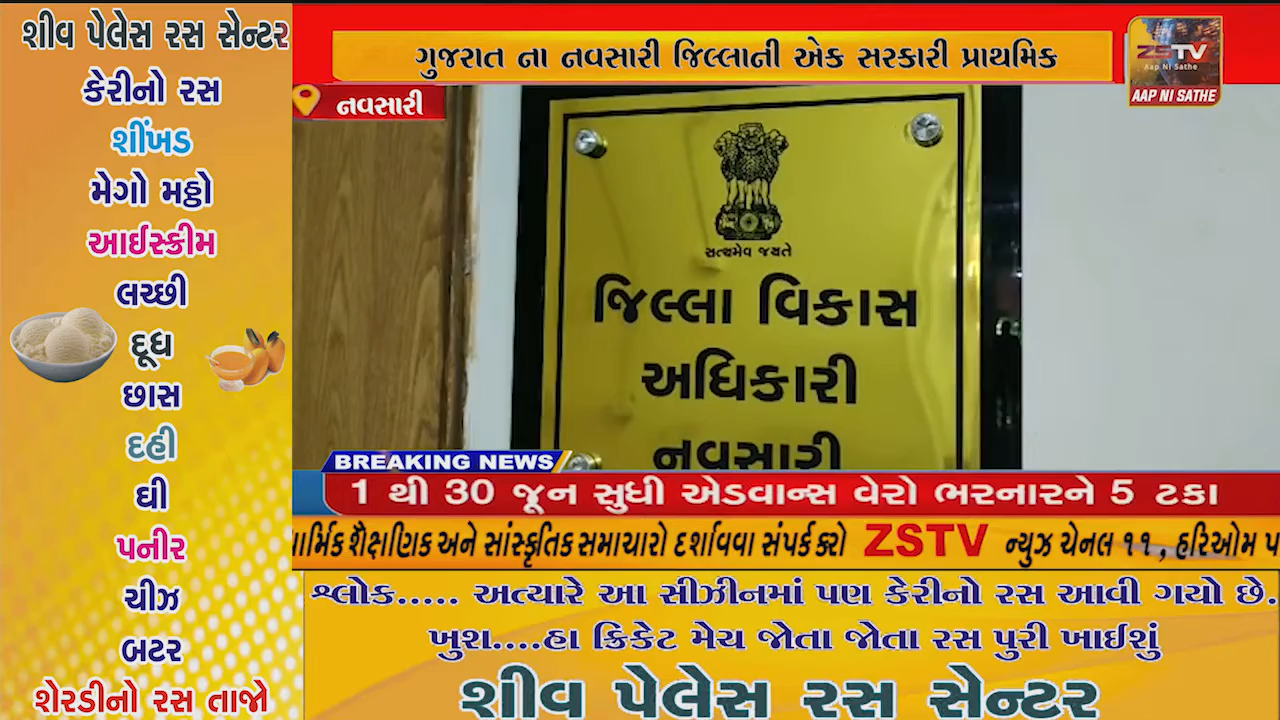 શીવ પેલેસ રસ સેન્ટર
કેરીનો રસ
શીંખડ
મેગો મઠ્ઠો
આઈસ્ક્રીમ
લચ્છી
દૂધ
છાસ
દહી
ઘી
પનીર
ચીઝ
બટર
શેરડીનો રસ તાજો
ગુજરાત ના નવસારી જિલ્લાની એક સરકારી પ્રાથમિક
ZSTV
Aap Ni Sathe
AAP NI SATHE
નવસારી
સત્યમેવ જયતે
જિલ્લા વિકાસ
અધિકારી
નવસારી
BREAKING NEWS
1 થી 30 જૂન સુધી એડવાન્સ વેરો ભરનારને 5 ટકા
શૈક્ષણિક અને સાંસ્કૃતિક સમાચારો દર્શાવવા સંપર્ક કરો ZSTV ન્યુઝ ચેનલ ૧૧ , હરિઓમ
શ્લોક..... અત્યારે આ સીઝીનમાં પણ કેરીનો રસ આવી ગયો છે.
ખુશ....હા ક્રિકેટ મેચ જોતા જોતા રસ પુરી ખાઈશું
શીવ પેલેસ રસ સેન્ટર